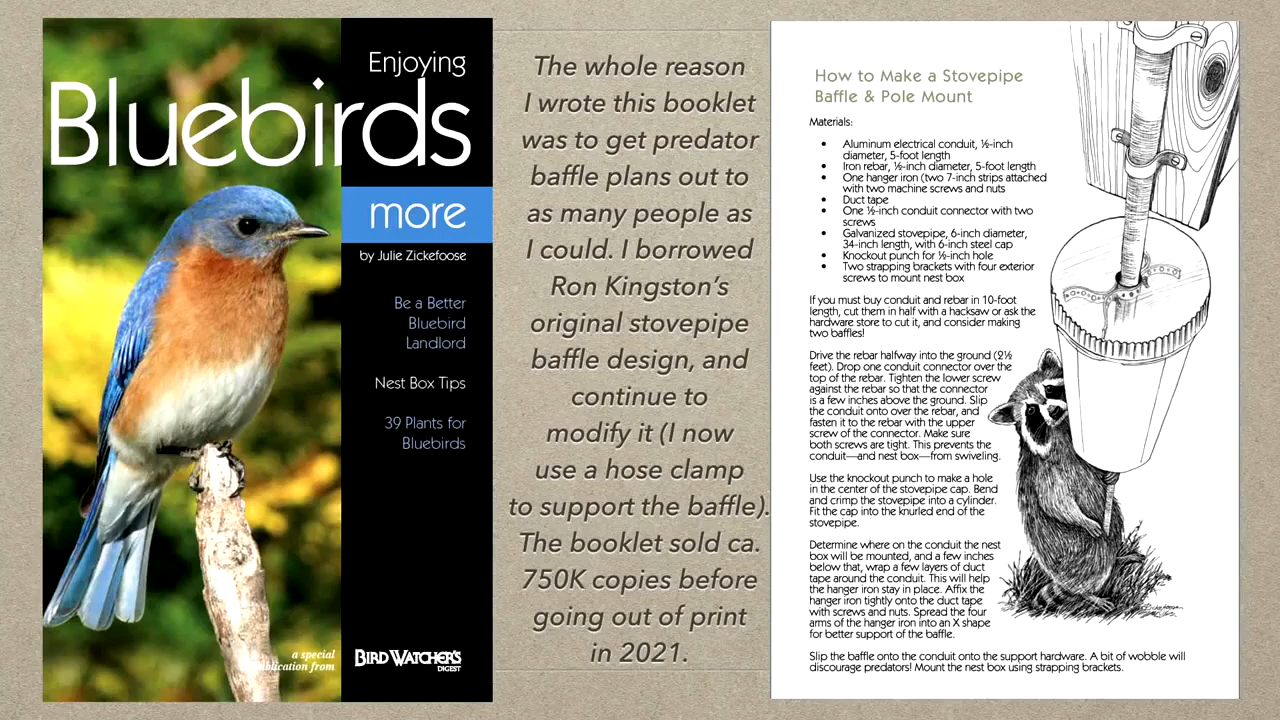 Enjoying
Bluebirds
more
by Julie Zickefoose
Be a Better
Bluebird
Landlord
Nest Box Tips
39 Plants for
Bluebirds
a special
publication from
BIRD WATCHER'S
DIGEST
The whole reason
I wrote this booklet
was to get predator
baffle plans out to
as many people as
I could. I borrowed
Ron Kingston's
original stovepipe
baffle design, and
continue to
modify it (I now
use a hose clamp
to support the baffle).
The booklet sold ca.
750K copies before
going out of print
in 2021.
How to Make a Stovepipe
Baffle & Pole Mount
Materials:
• Aluminum electrical conduit, ½-inch
diameter, 5-foot length
• Iron rebar, ½-inch diameter, 5-foot length
• One hanger iron (two 7-inch strips attached
with two machine screws and nuts
• Duct tape
• One ½-inch conduit connector with two
screws
• Galvanized stovepipe, 6-inch diameter,
34-inch length, with 6-inch steel cap
• Knockout punch for ½-inch hole
• Two strapping brackets with four exterior
screws to mount nest box
If you must buy conduit and rebar in 10-foot
length, cut them in half with a hacksaw or ask the
hardware store to cut it, and consider making
two baffles!
Drive the rebar halfway into the ground (2½
feet). Drop one conduit connector over the
top of the rebar. Tighten the lower screw
against the rebar so that the connector
is a few inches above the ground. Slip
the conduit onto over the rebar, and
fasten it to the rebar with the upper
screw of the connector. Make sure
both screws are tight. This prevents the
conduit—and nest box—from swiveling.
Use the knockout punch to make a hole
in the center of the stovepipe cap. Bend
and crimp the stovepipe into a cylinder.
Fit the cap into the knurled end of the
stovepipe.
Determine where on the conduit the nest
box will be mounted, and a few inches
below that, wrap a few layers of duct
tape around the conduit. This will help
the hanger iron stay in place. Affix the
hanger iron tightly onto the duct tape
with screws and nuts. Spread the four
arms of the hanger iron into an X shape
for better support of the baffle.
Slip the baffle onto the conduit onto the support hardware. A bit of wobble will
discourage predators! Mount the nest box using strapping brackets.